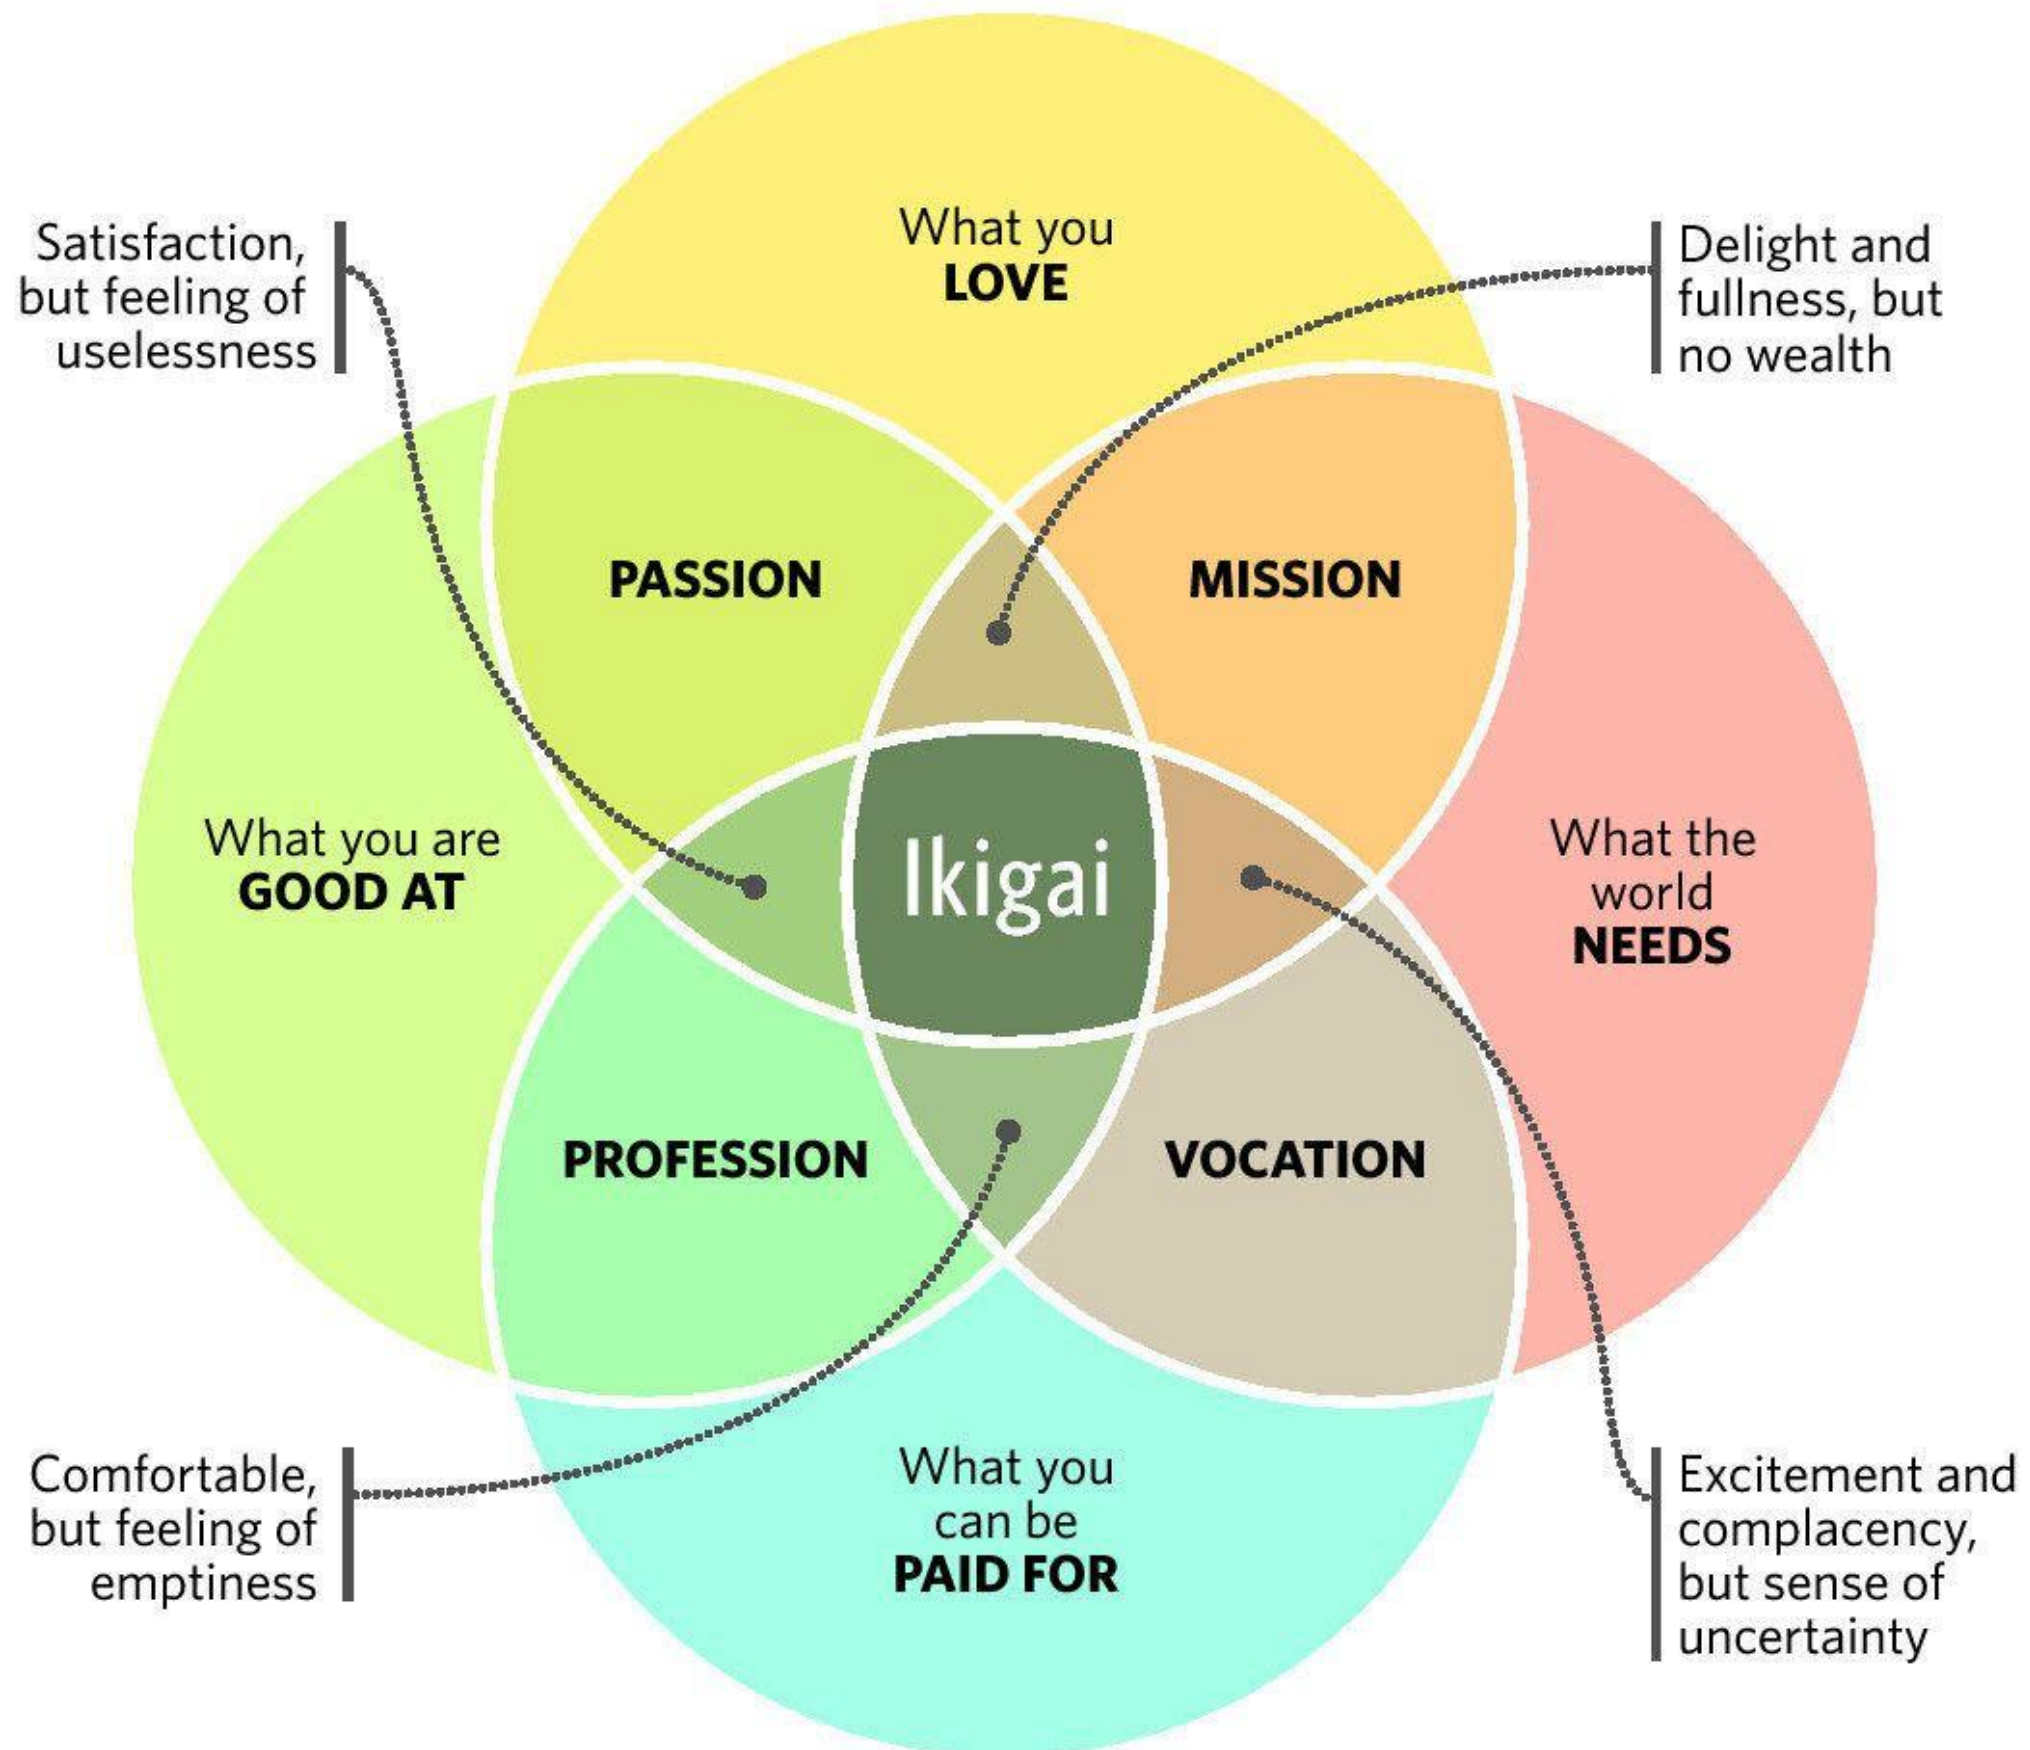 What you
LOVE
Satisfaction,
but feeling of
uselessness
Delight and
fullness, but
no wealth
PASSION
MISSION
What you are
GOOD AT
Ikigai
What the
world
NEEDS
PROFESSION
VOCATION
Comfortable,
but feeling of
emptiness
What you
can be
PAID FOR
Excitement and
complacency,
but sense of
uncertainty